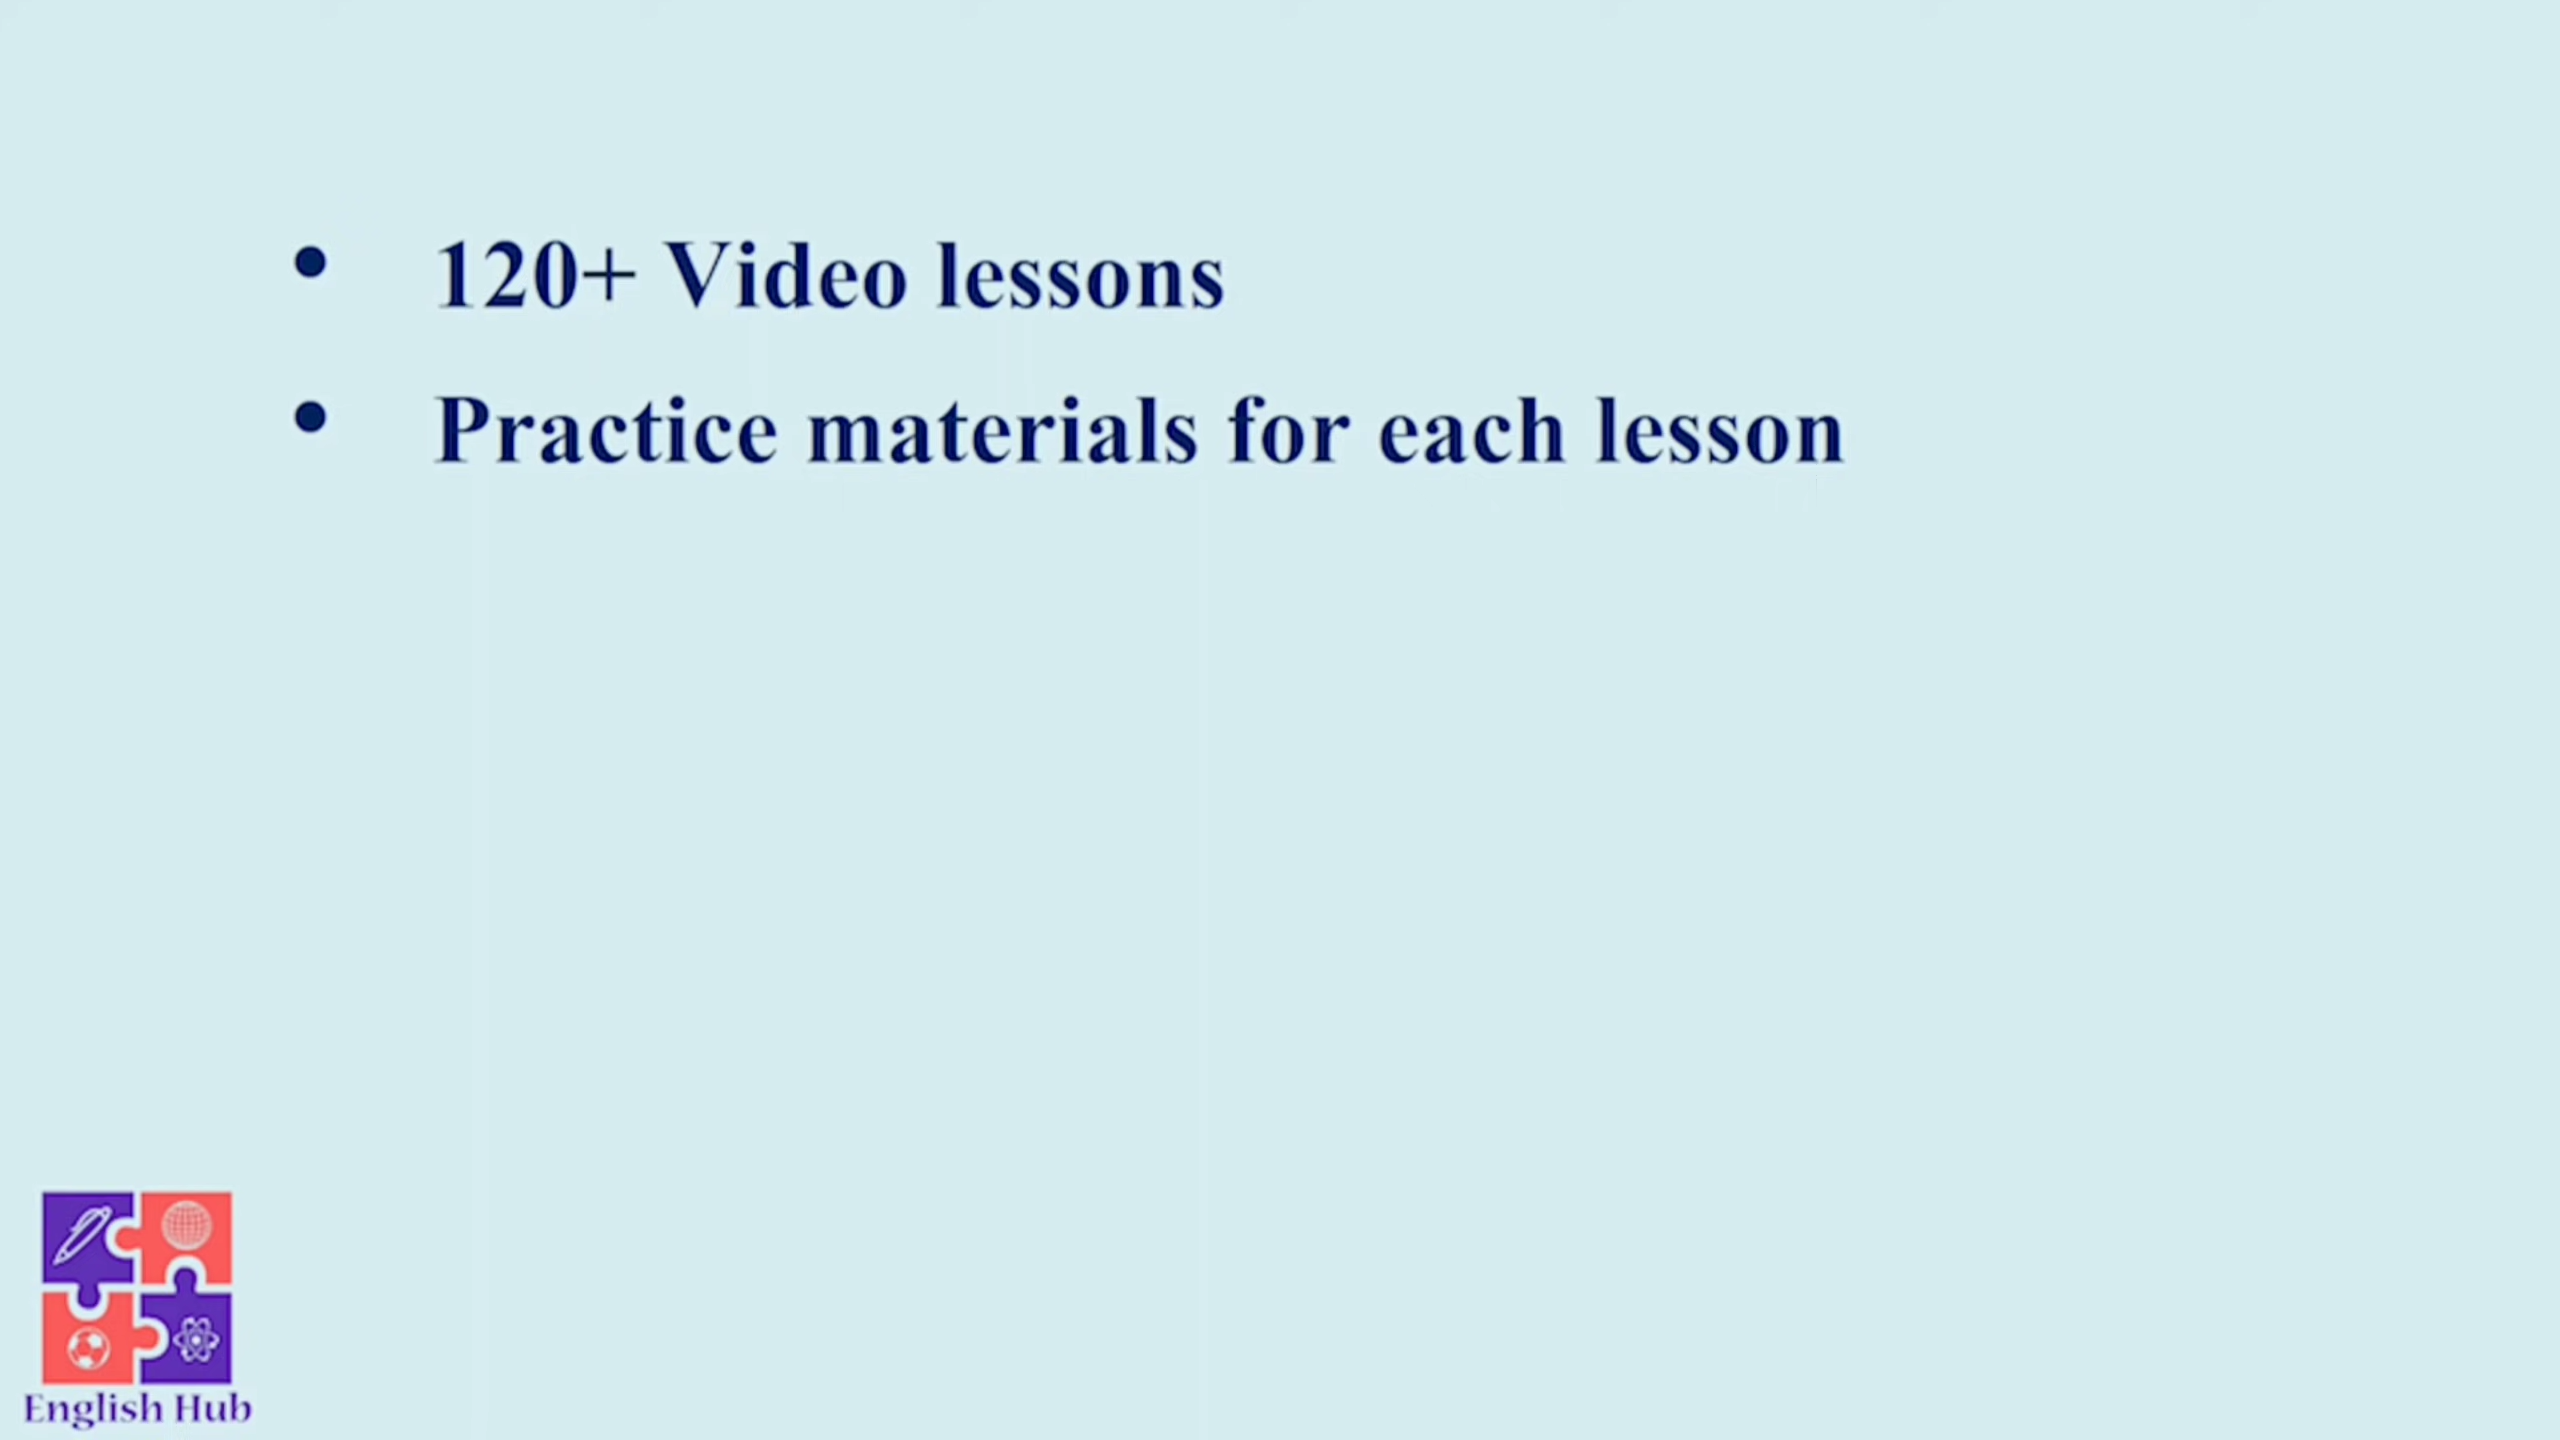 • 120+ Video lessons
• Practice materials for each lesson
English Hub